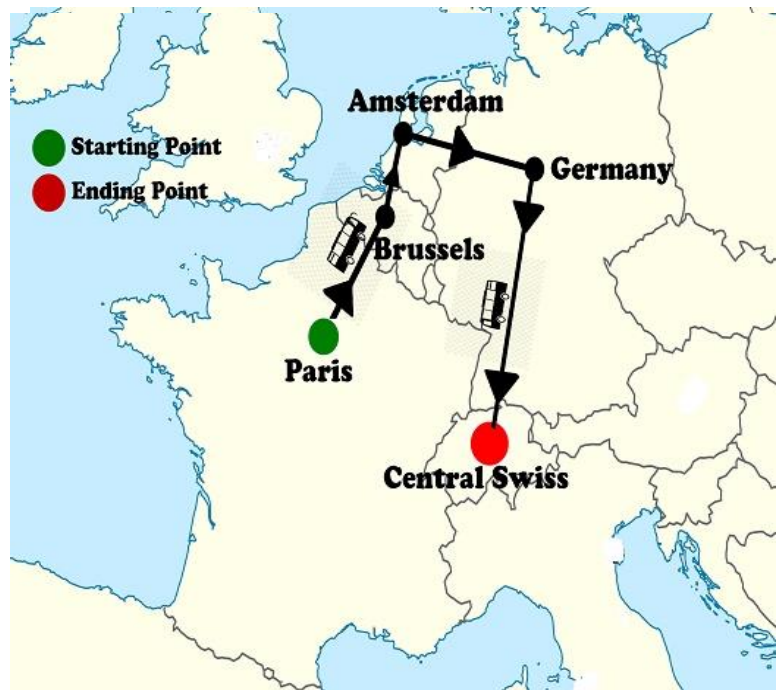 Amsterdam
Starting Point
Germany
Ending Point
Brussels
Paris
Central Swiss